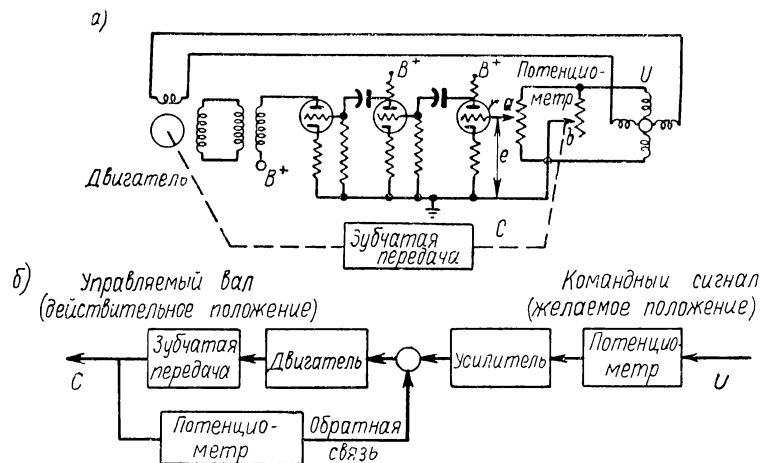 а)
B+
B+
Потенцио-
метр
U
a
b
e
Двигатель
B+
C
Зубчатая
передача
б)
Управляемый вал
(действительное положение)
Командный сигнал
(желаемое положение)
Зубчатая
передача
Двигатель
Усилитель
Потенцио-
метр
C
U
Потенцио-
метр
Обратная
связь